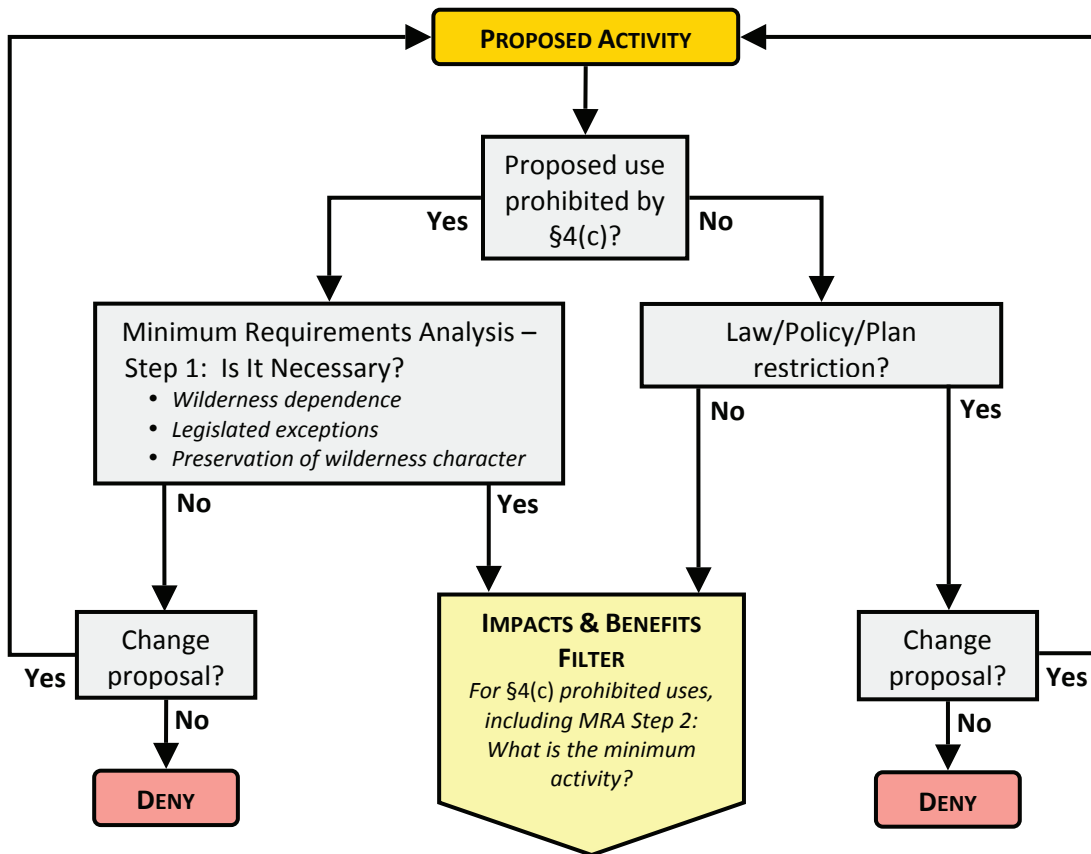 PROPOSED ACTIVITY
Proposed use
prohibited by
§4(c)?
Yes
No
Minimum Requirements Analysis –
Step 1: Is It Necessary?
• Wilderness dependence
• Legislated exceptions
• Preservation of wilderness character
Law/Policy/Plan
restriction?
No
Yes
No
Yes
Change
proposal?
Yes
No
DENY
IMPACTS & BENEFITS
FILTER
For §4(c) prohibited uses,
including MRA Step 2:
What is the minimum
activity?
Change
proposal?
Yes
No
DENY